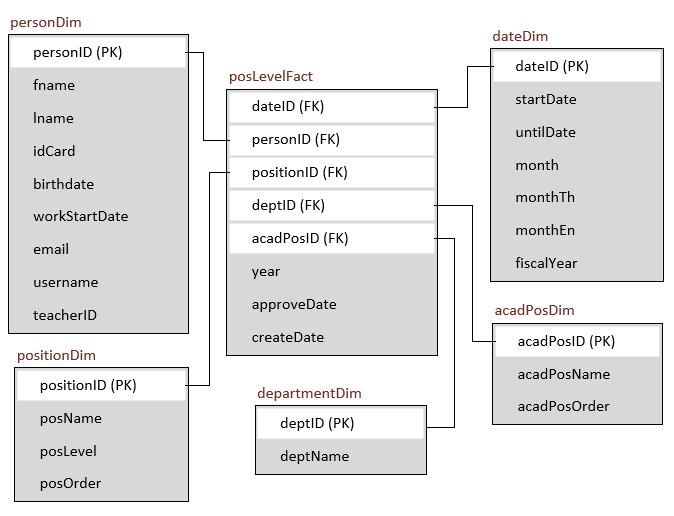 personDim
personID (PK)
fname
lname
idCard
birthdate
workStartDate
email
username
teacherID
posLevelFact
dateID (FK)
personID (FK)
positionID (FK)
deptID (FK)
acadPosID (FK)
year
approveDate
createDate
dateDim
dateID (PK)
startDate
untilDate
month
monthTh
monthEn
fiscalYear
positionDim
positionID (PK)
posName
posLevel
posOrder
departmentDim
deptID (PK)
deptName
acadPosDim
acadPosID (PK)
acadPosName
acadPosOrder